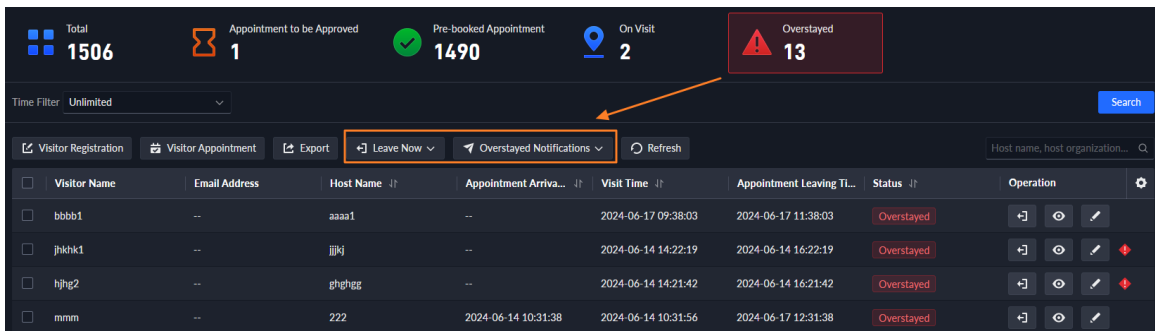 Total Appointment to be Approved Pre-booked Appointment On Visit Overstayed
1506 1 1490 2 13
Time Filter Unlimited Search
Visitor Registration Visitor Appointment Export Leave Now Overstayed Notifications Refresh Host name, host organization...
Visitor Name Email Address Host Name Appointment Arriva... Visit Time Appointment Leaving Ti... Status Operation
bbbb1 -- aaaa1 -- 2024-06-17 09:38:03 2024-06-17 11:38:03 Overstayed
jhkhk1 -- jjjkj -- 2024-06-14 14:22:19 2024-06-14 16:22:19 Overstayed
hjhg2 -- ghghgg -- 2024-06-14 14:21:42 2024-06-14 16:21:42 Overstayed
mmm -- 222 2024-06-14 10:31:38 2024-06-14 10:31:56 2024-06-17 12:31:38 Overstayed